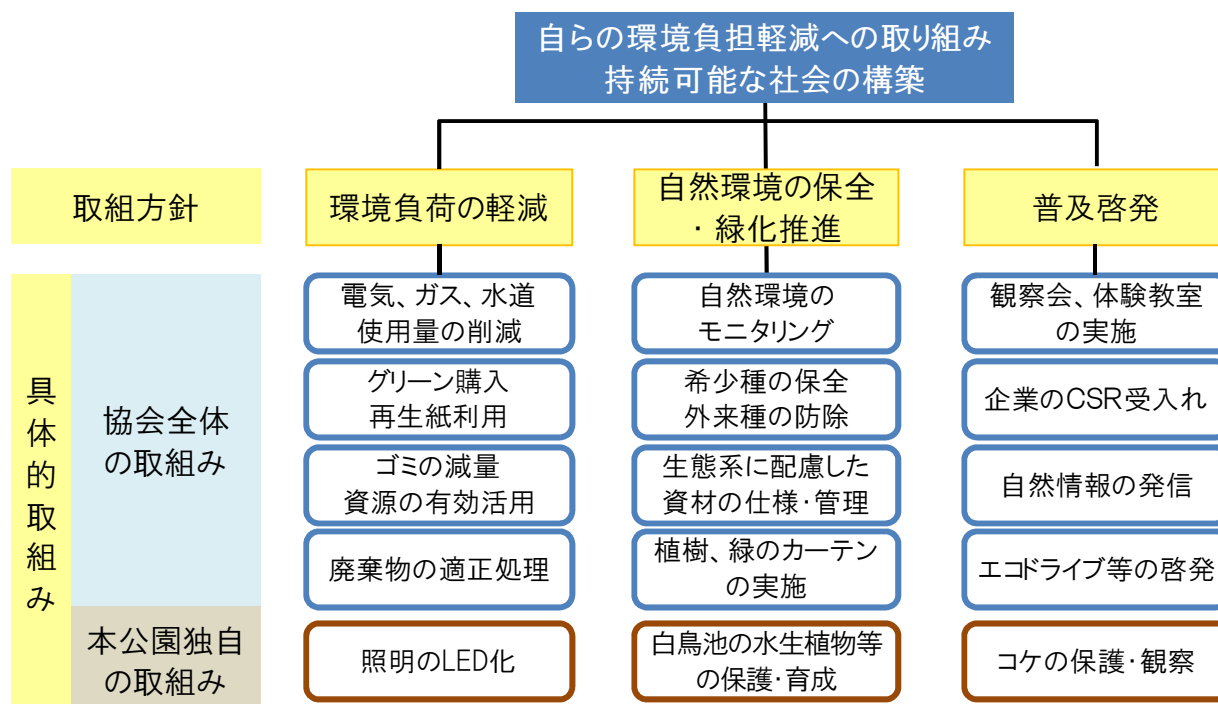 自らの環境負担軽減への取り組み
持続可能な社会の構築
取組方針
環境負荷の軽減
自然環境の保全
・緑化推進
普及啓発
具体的取組み
協会全体
の取組み
電気、ガス、水道
使用量の削減
自然環境の
モニタリング
観察会、体験教室
の実施
グリーン購入
再生紙利用
希少種の保全
外来種の防除
企業のCSR受入れ
ゴミの減量
資源の有効活用
生態系に配慮した
資材の仕様・管理
自然情報の発信
廃棄物の適正処理
植樹、緑のカーテン
の実施
エコドライブ等の啓発
本公園独自
の取組み
照明のLED化
白鳥池の水生植物等
の保護・育成
コケの保護・観察